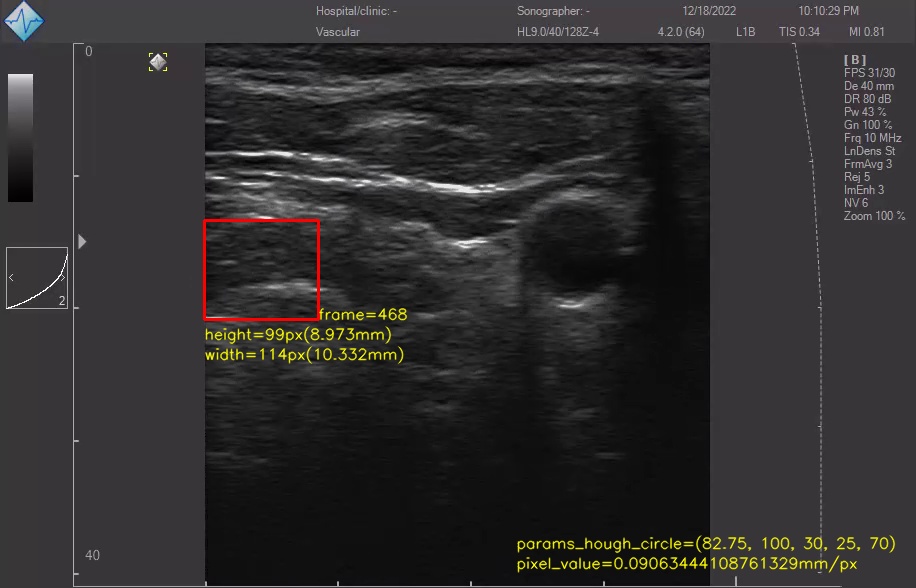 Hospital/clinic: - Sonographer: - 12/18/2022 10:10:29 PM
Vascular HL9.0/40/128Z-4 4.2.0 (64) L1B TIS 0.34 MI 0.81
0
[ B ]
FPS 31/30
De 40 mm
DR 80 dB
Pw 43 %
Gn 100 %
Frq 10 MHz
LnDens St
FrmAvg 3
Rej 5
ImEnh 3
NV 6
Zoom 100 %
2
frame=468
height=99px(8.973mm)
width=114px(10.332mm)
params_hough_circle=(82.75, 100, 30, 25, 70)
40
pixel_value=0.09063444108761329mm/px